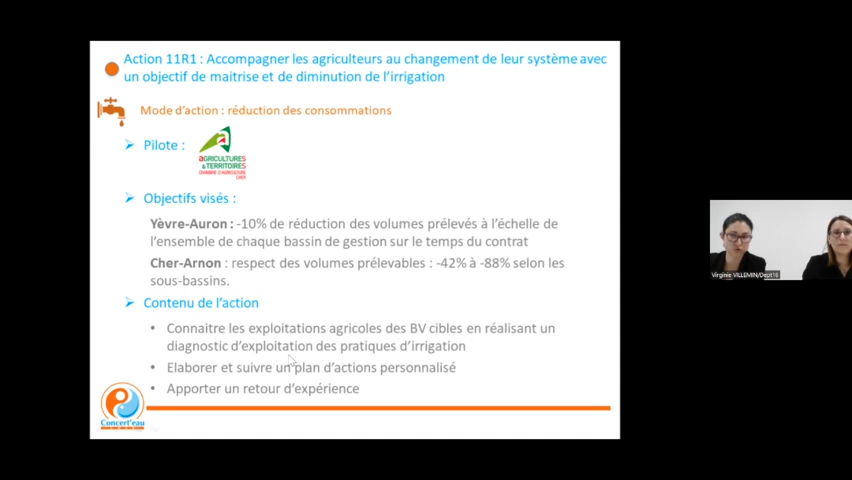 Action 11R1 : Accompagner les agriculteurs au changement de leur système avec
un objectif de maitrise et de diminution de l'irrigation
Mode d'action : réduction des consommations
Pilote :
AGRICULTURES
& TERRITOIRES
CHAMBRE D'AGRICULTURE
CHER
Objectifs visés :
Yèvre-Auron : -10% de réduction des volumes prélevés à l'échelle de
l'ensemble de chaque bassin de gestion sur le temps du contrat
Cher-Arnon : respect des volumes prélevables : -42% à -88% selon les
sous-bassins.
Contenu de l'action
• Connaitre les exploitations agricoles des BV cibles en réalisant un
diagnostic d'exploitation des pratiques d'irrigation
• Elaborer et suivre un plan d'actions personnalisé
• Apporter un retour d'expérience
Concert'eau
Virginie VILLEMIN/Dept18